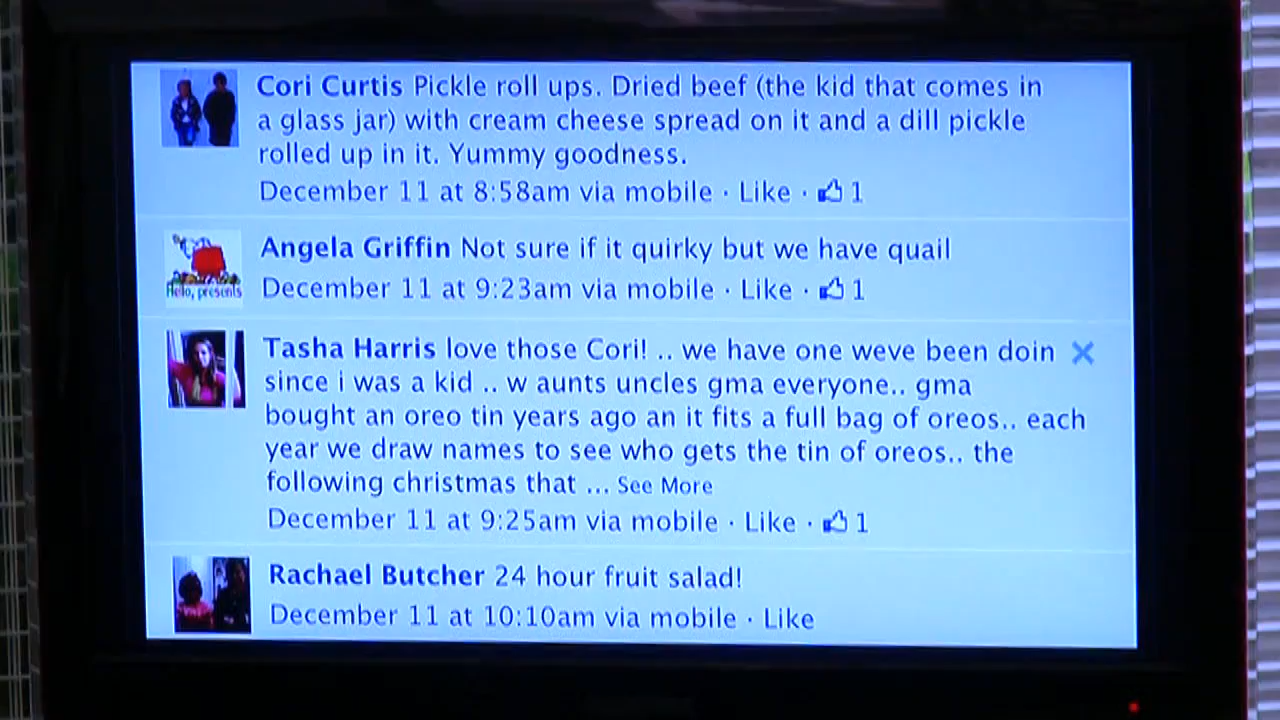 Cori Curtis Pickle roll ups. Dried beef (the kid that comes in
a glass jar) with cream cheese spread on it and a dill pickle
rolled up in it. Yummy goodness.
December 11 at 8:58am via mobile · Like · 1
Angela Griffin Not sure if it quirky but we have quail
Hello, presents
December 11 at 9:23am via mobile · Like · 1
Tasha Harris love those Cori! .. we have one weve been doin
since i was a kid .. w aunts uncles gma everyone.. gma
bought an oreo tin years ago an it fits a full bag of oreos.. each
year we draw names to see who gets the tin of oreos.. the
following christmas that ... See More
December 11 at 9:25am via mobile · Like · 1
Rachael Butcher 24 hour fruit salad!
December 11 at 10:10am via mobile · Like